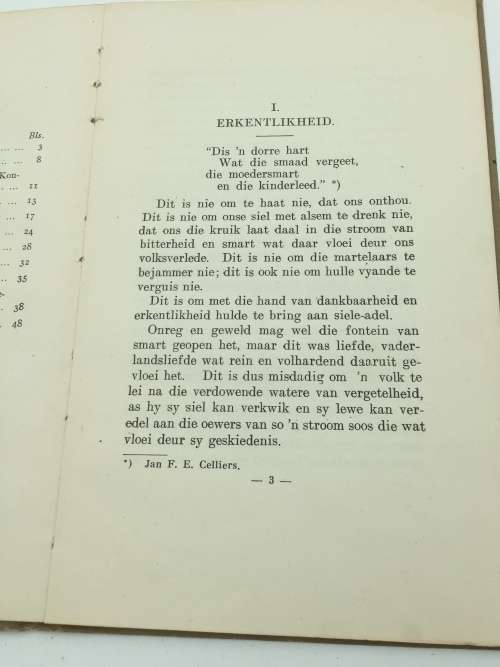 Bls.
... ... 3
... ... 8
Kon-
... ... 11
... 13
... 17
... 24
... 28
... 32
... 35
e-
. 38
. 48
I.
ERKENTLIKHEID.
“Dis 'n dorre hart
Wat die smaad vergeet,
die moedersmart
en die kinderleed.” *)
Dit is nie om te haat nie, dat ons onthou.
Dit is nie om onse siel met alsem te drenk nie,
dat ons die kruik laat daal in die stroom van
bitterheid en smart wat daar vloei deur ons
volksverlede. Dit is nie om die martelaars te
bejammer nie; dit is ook nie om hulle vyande te
verguis nie.
Dit is om met die hand van dankbaarheid en
erkentlikheid hulde te bring aan siele-adel.
Onreg en geweld mag wel die fontein van
smart geopen het, maar dit was liefde, vader-
landsliefde wat rein en volhardend daaruit ge-
vloei het. Dit is dus misdadig om 'n volk te
lei na die verdowende watere van vergetelheid,
as hy sy siel kan verkwik en sy lewe kan ver-
edel aan die oewers van so 'n stroom soos die wat
vloei deur sy geskiedenis.
*) Jan F. E. Celliers.
— 3 —